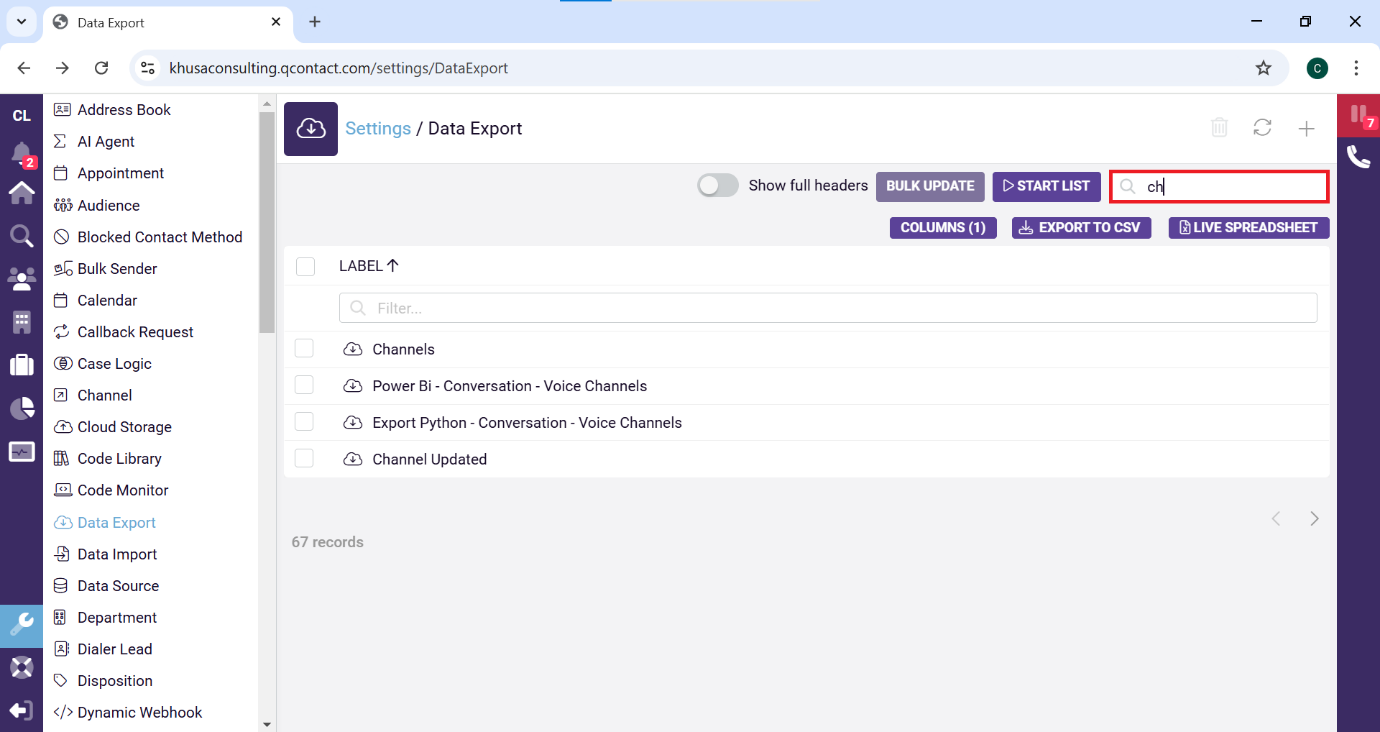 Data Export
khusaconsulting.qcontact.com/settings/DataExport
C
CL
2
7
Address Book
AI Agent
Appointment
Audience
Blocked Contact Method
Bulk Sender
Calendar
Callback Request
Case Logic
Channel
Cloud Storage
Code Library
Code Monitor
Data Export
Data Import
Data Source
Department
Dialer Lead
Disposition
Dynamic Webhook
Settings / Data Export
Show full headers
BULK UPDATE
START LIST
ch
COLUMNS (1)
EXPORT TO CSV
LIVE SPREADSHEET
LABEL
Filter...
Channels
Power Bi - Conversation - Voice Channels
Export Python - Conversation - Voice Channels
Channel Updated
67 records